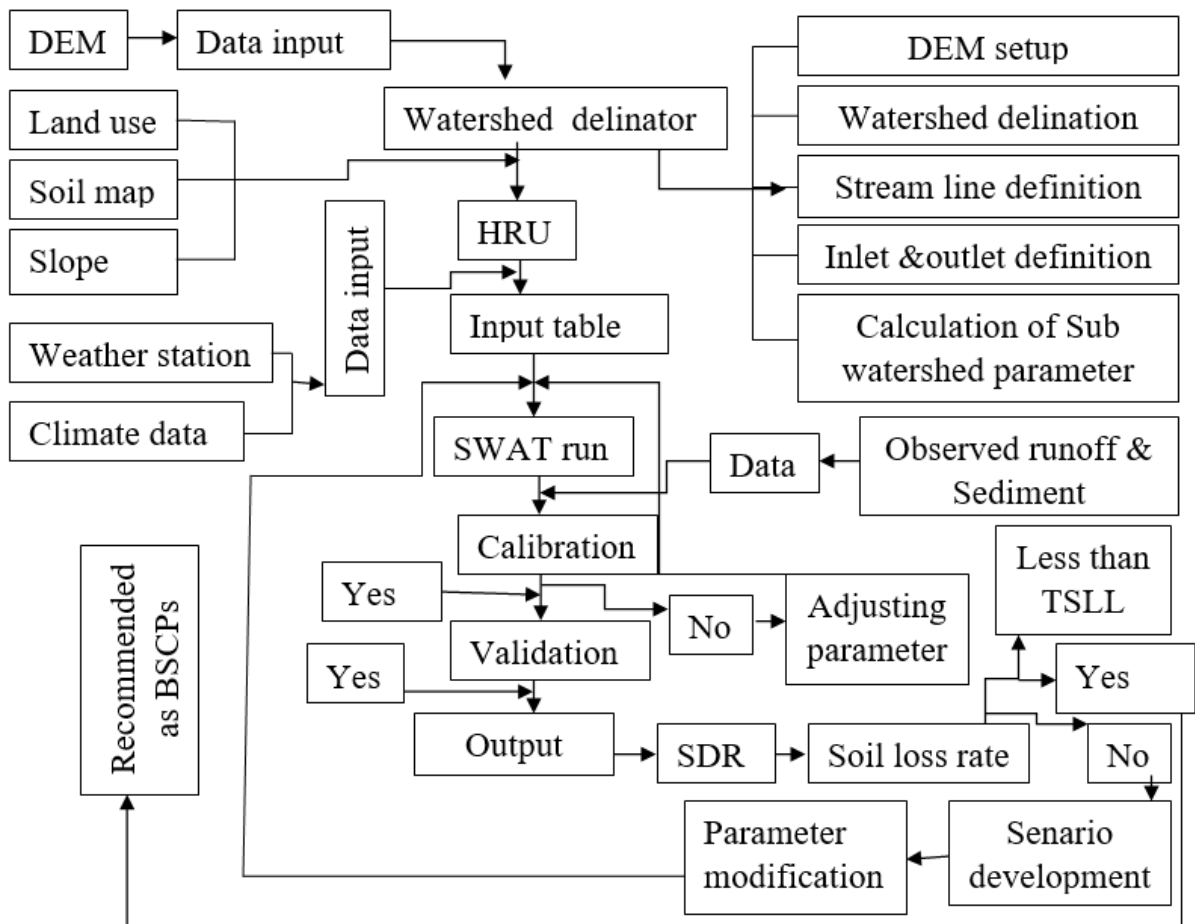 DEM
Data input
DEM setup
Land use
Watershed delinator
Watershed delination
Soil map
Stream line definition
HRU
Slope
Data input
Inlet &outlet definition
Input table
Calculation of Sub
watershed parameter
Weather station
Climate data
SWAT run
Data
Observed runoff &
Sediment
Calibration
Less than
TSLL
Recommended
as BSCPs
Yes
No
Adjusting
parameter
Validation
Yes
Yes
Output
SDR
Soil loss rate
No
Parameter
modification
Senario
development